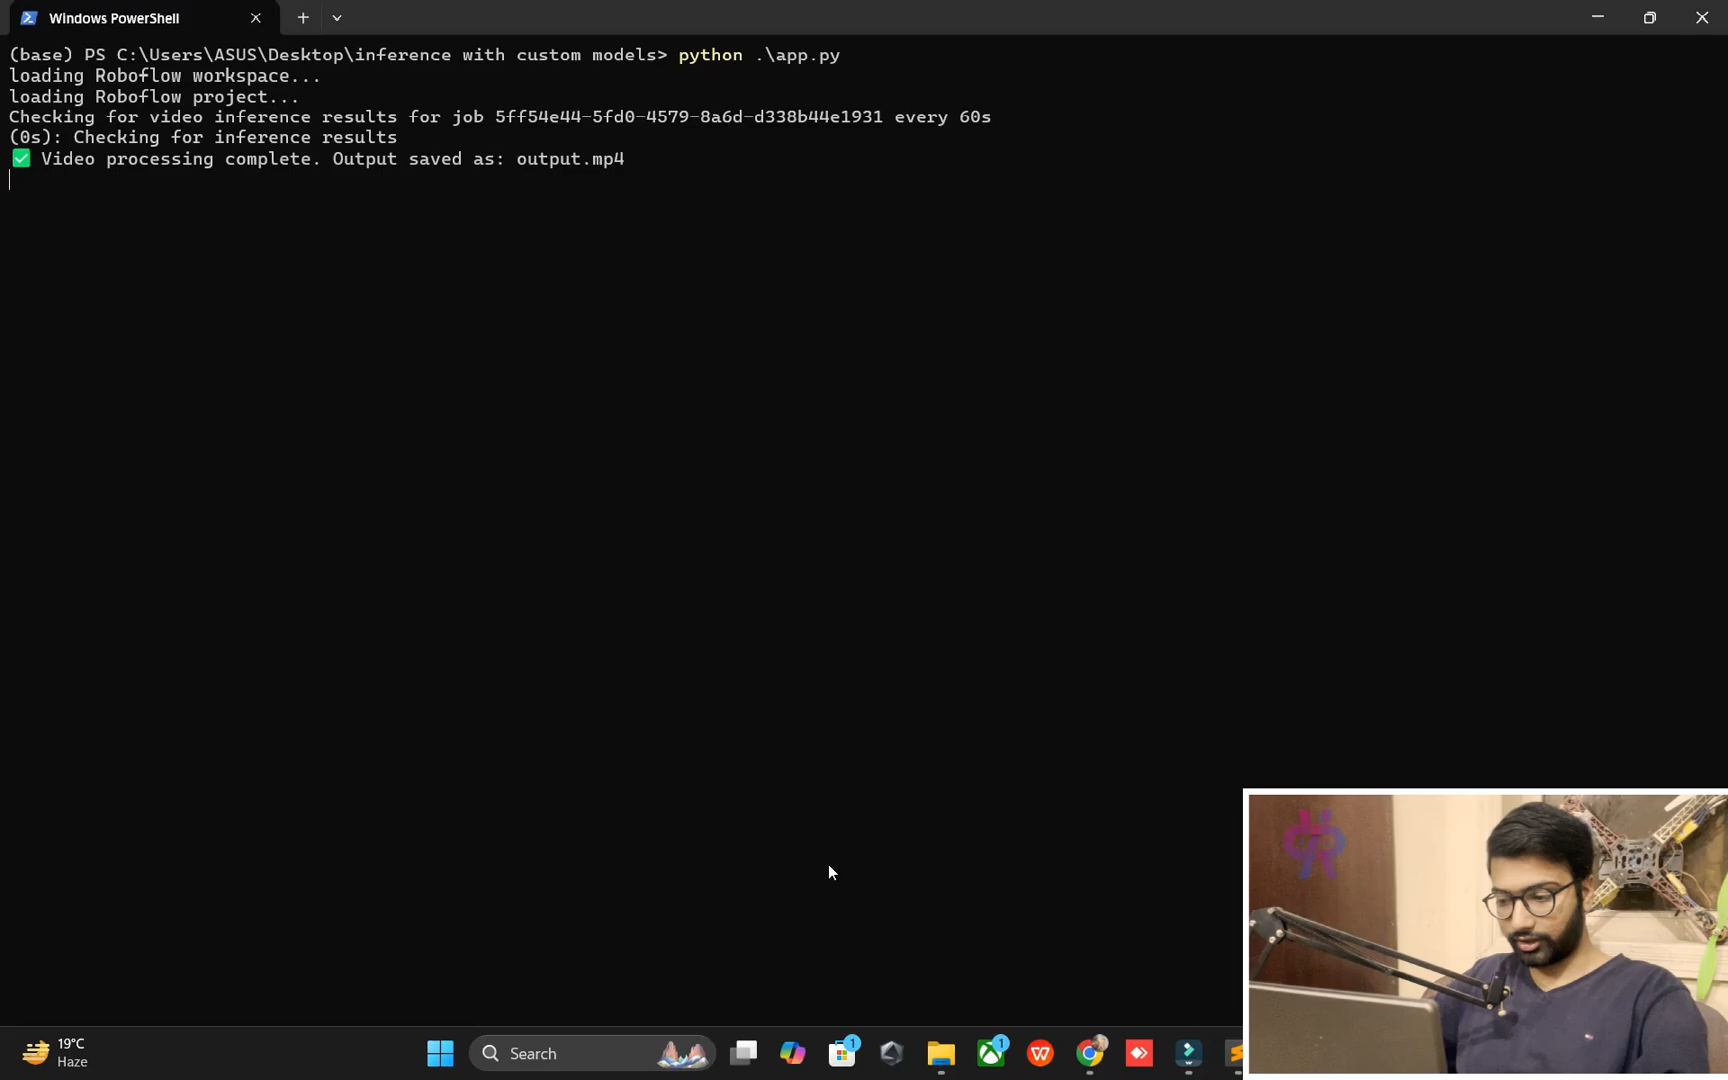 Windows PowerShell
(base) PS C:\Users\ASUS\Desktop\inference with custom models> python .\app.py
loading Roboflow workspace...
loading Roboflow project...
Checking for video inference results for job 5ff54e44-5fd0-4579-8a6d-d338b44e1931 every 60s
(0s): Checking for inference results
✅ Video processing complete. Output saved as: output.mp4
19°C
Haze
Search
1
1